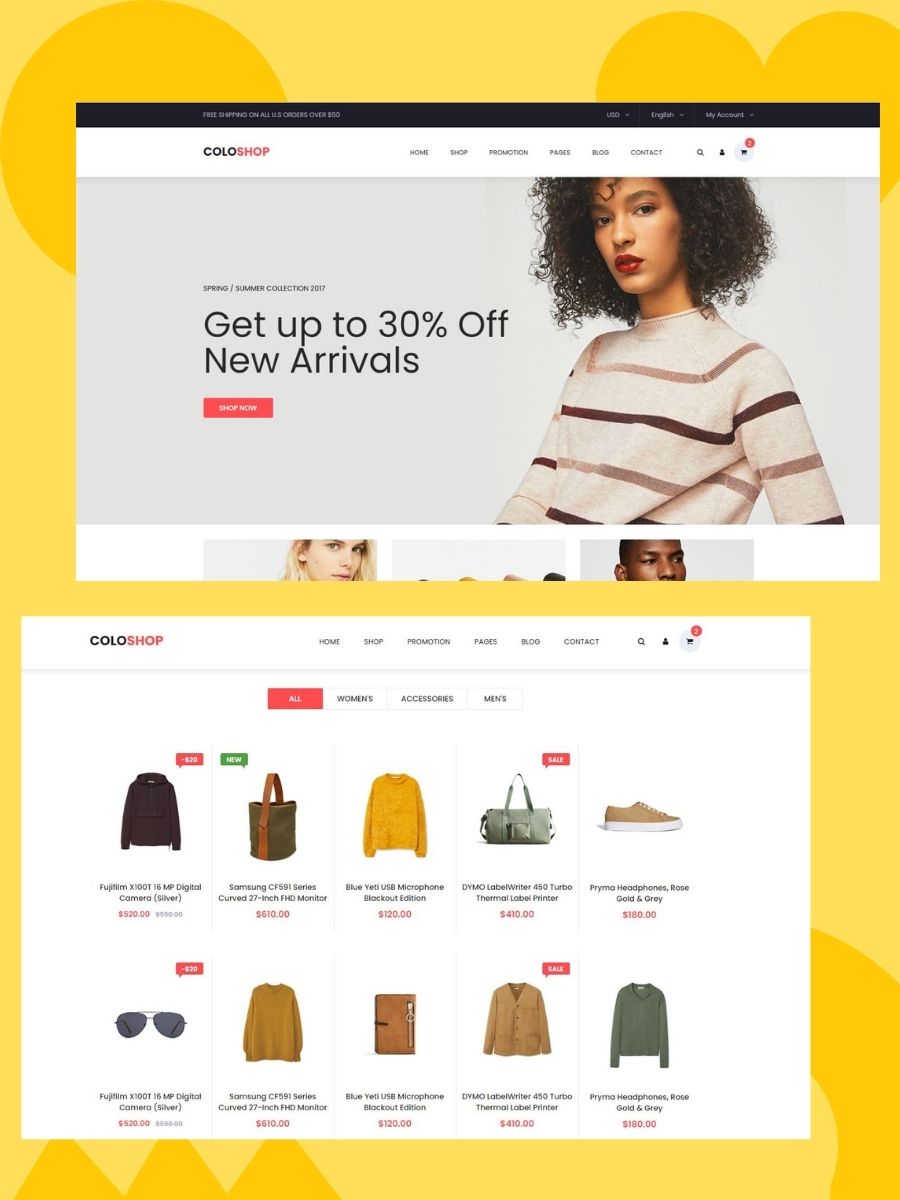 FREE SHIPPING ON ALL U.S ORDERS OVER $50
USD English My Account
COLOSHOP
HOME SHOP PROMOTION PAGES BLOG CONTACT
2
SPRING / SUMMER COLLECTION 2017
Get up to 30% Off
New Arrivals
SHOP NOW
COLOSHOP
HOME SHOP PROMOTION PAGES BLOG CONTACT
2
ALL WOMEN'S ACCESSORIES MEN'S
-$20
NEW
SALE
Fujifilm X100T 16 MP Digital
Camera (Silver)
$520.00 $590.00
Samsung CF591 Series
Curved 27-Inch FHD Monitor
$610.00
Blue Yeti USB Microphone
Blackout Edition
$120.00
DYMO LabelWriter 450 Turbo
Thermal Label Printer
$410.00
Pryma Headphones, Rose
Gold & Grey
$180.00
-$20
SALE
Fujifilm X100T 16 MP Digital
Camera (Silver)
$520.00 $590.00
Samsung CF591 Series
Curved 27-Inch FHD Monitor
$610.00
Blue Yeti USB Microphone
Blackout Edition
$120.00
DYMO LabelWriter 450 Turbo
Thermal Label Printer
$410.00
Pryma Headphones, Rose
Gold & Grey
$180.00